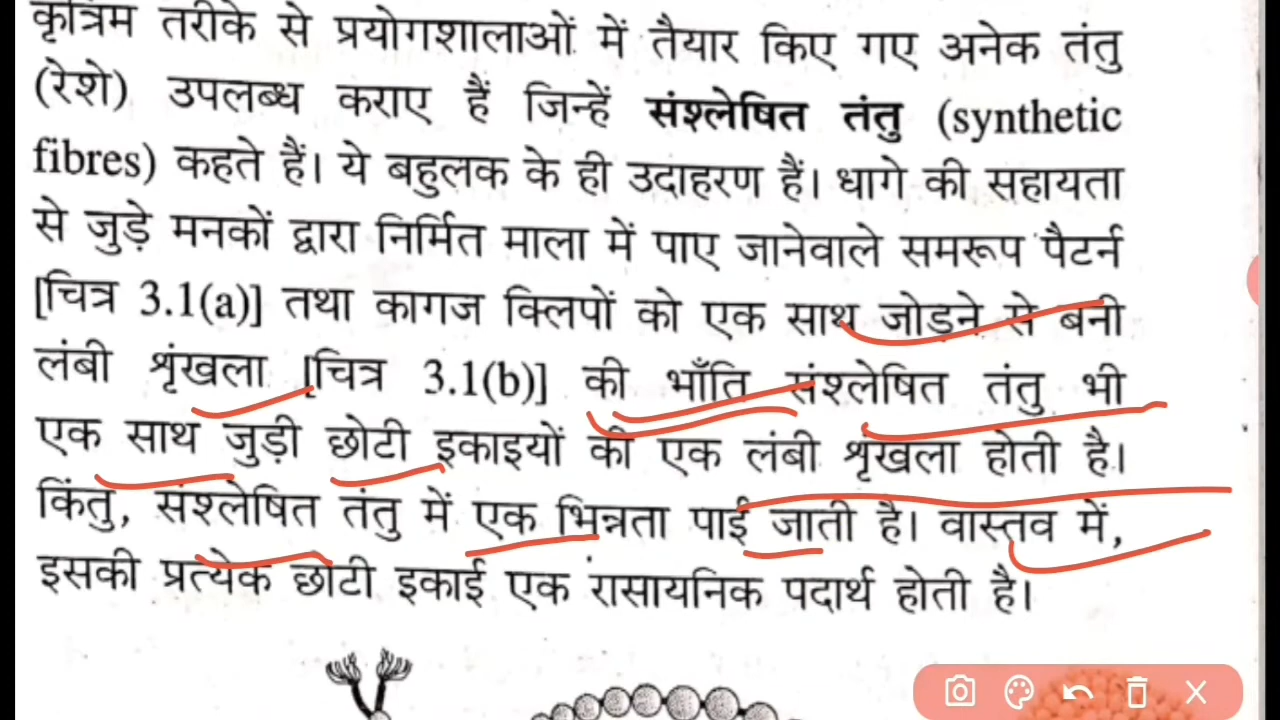 कृत्रिम तरीके से प्रयोगशालाओं में तैयार किए गए अनेक तंतु
(रेशे) उपलब्ध कराए हैं जिन्हें संश्लेषित तंतु (synthetic
fibres) कहते हैं। ये बहुलक के ही उदाहरण हैं। धागे की सहायता
से जुड़े मनकों द्वारा निर्मित माला में पाए जानेवाले समरूप पैटर्न
[चित्र 3.1(a)] तथा कागज क्लिपों को एक साथ जोड़ने से बनी
लंबी शृंखला [चित्र 3.1(b)] की भाँति संश्लेषित तंतु भी
एक साथ जुड़ी छोटी इकाइयों की एक लंबी शृंखला होती है।
किंतु, संश्लेषित तंतु में एक भिन्नता पाई जाती है। वास्तव में,
इसकी प्रत्येक छोटी इकाई एक रासायनिक पदार्थ होती है।